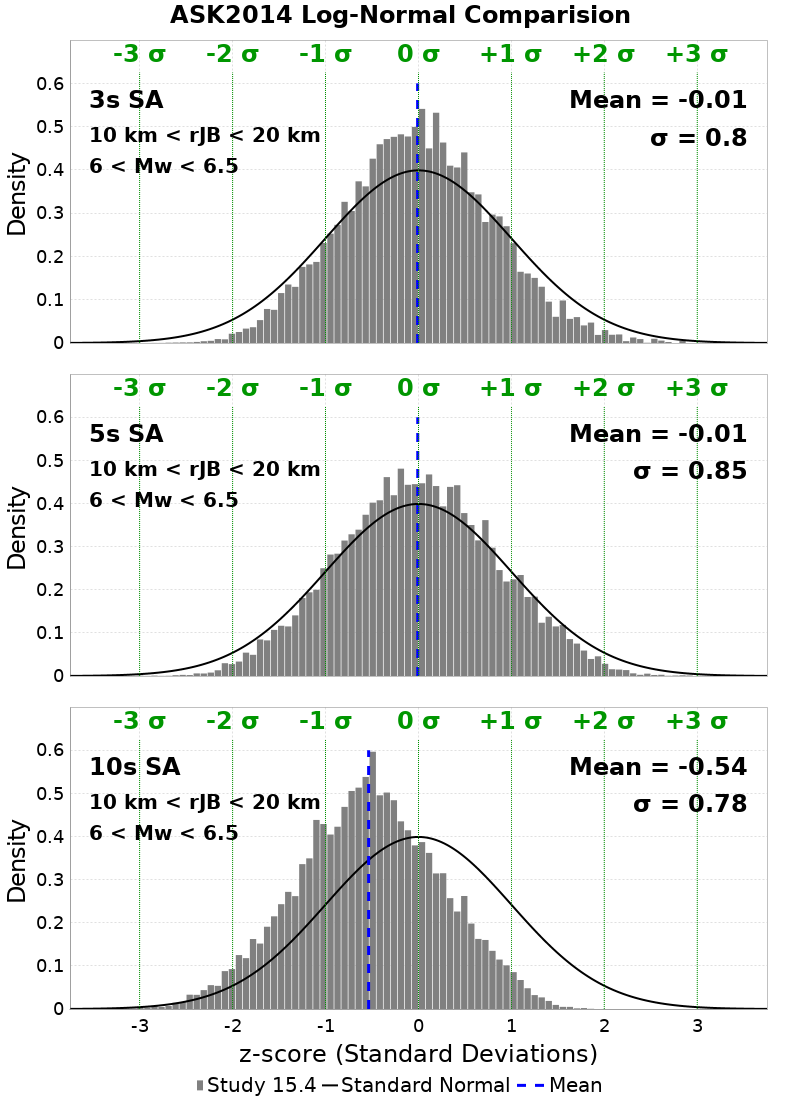 ASK2014 Log-Normal Comparision
-3 σ -2 σ -1 σ 0 σ +1 σ +2 σ +3 σ
3s SA
Mean = -0.01
10 km < rJB < 20 km
σ = 0.8
6 < Mw < 6.5
Density
0.6
0.5
0.4
0.3
0.2
0.1
0
-3 σ -2 σ -1 σ 0 σ +1 σ +2 σ +3 σ
5s SA
Mean = -0.01
10 km < rJB < 20 km
σ = 0.85
6 < Mw < 6.5
Density
0.6
0.5
0.4
0.3
0.2
0.1
0
-3 σ -2 σ -1 σ 0 σ +1 σ +2 σ +3 σ
10s SA
Mean = -0.54
10 km < rJB < 20 km
σ = 0.78
6 < Mw < 6.5
Density
0.6
0.5
0.4
0.3
0.2
0.1
0
-3 -2 -1 0 1 2 3
z-score (Standard Deviations)
Study 15.4 Standard Normal Mean